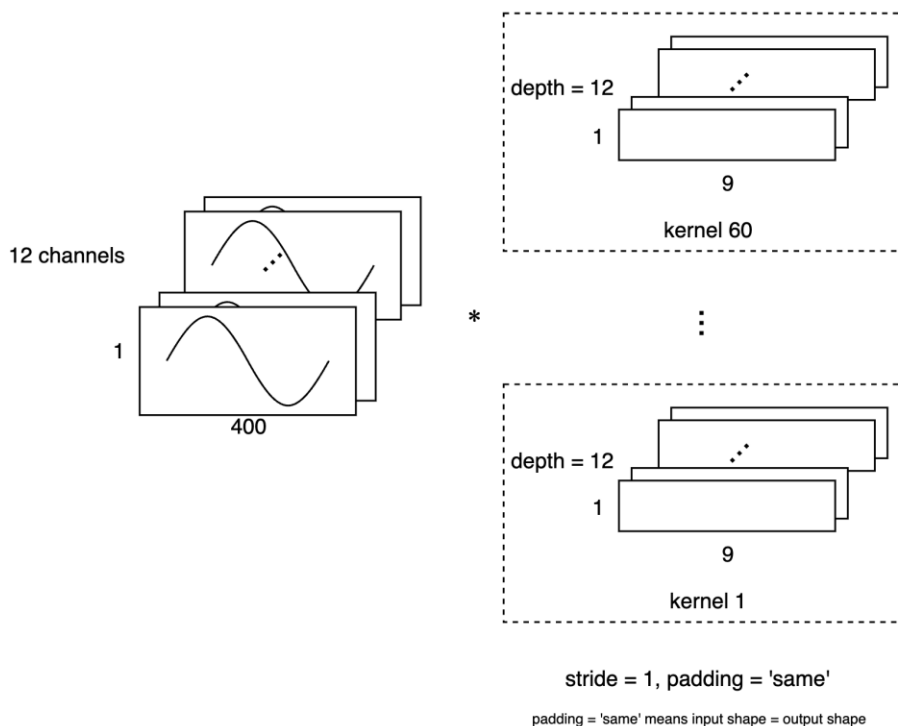 12 channels
1
400
*
depth = 12
1
9
kernel 60
depth = 12
1
9
kernel 1
stride = 1, padding = 'same'
padding = 'same' means input shape = output shape